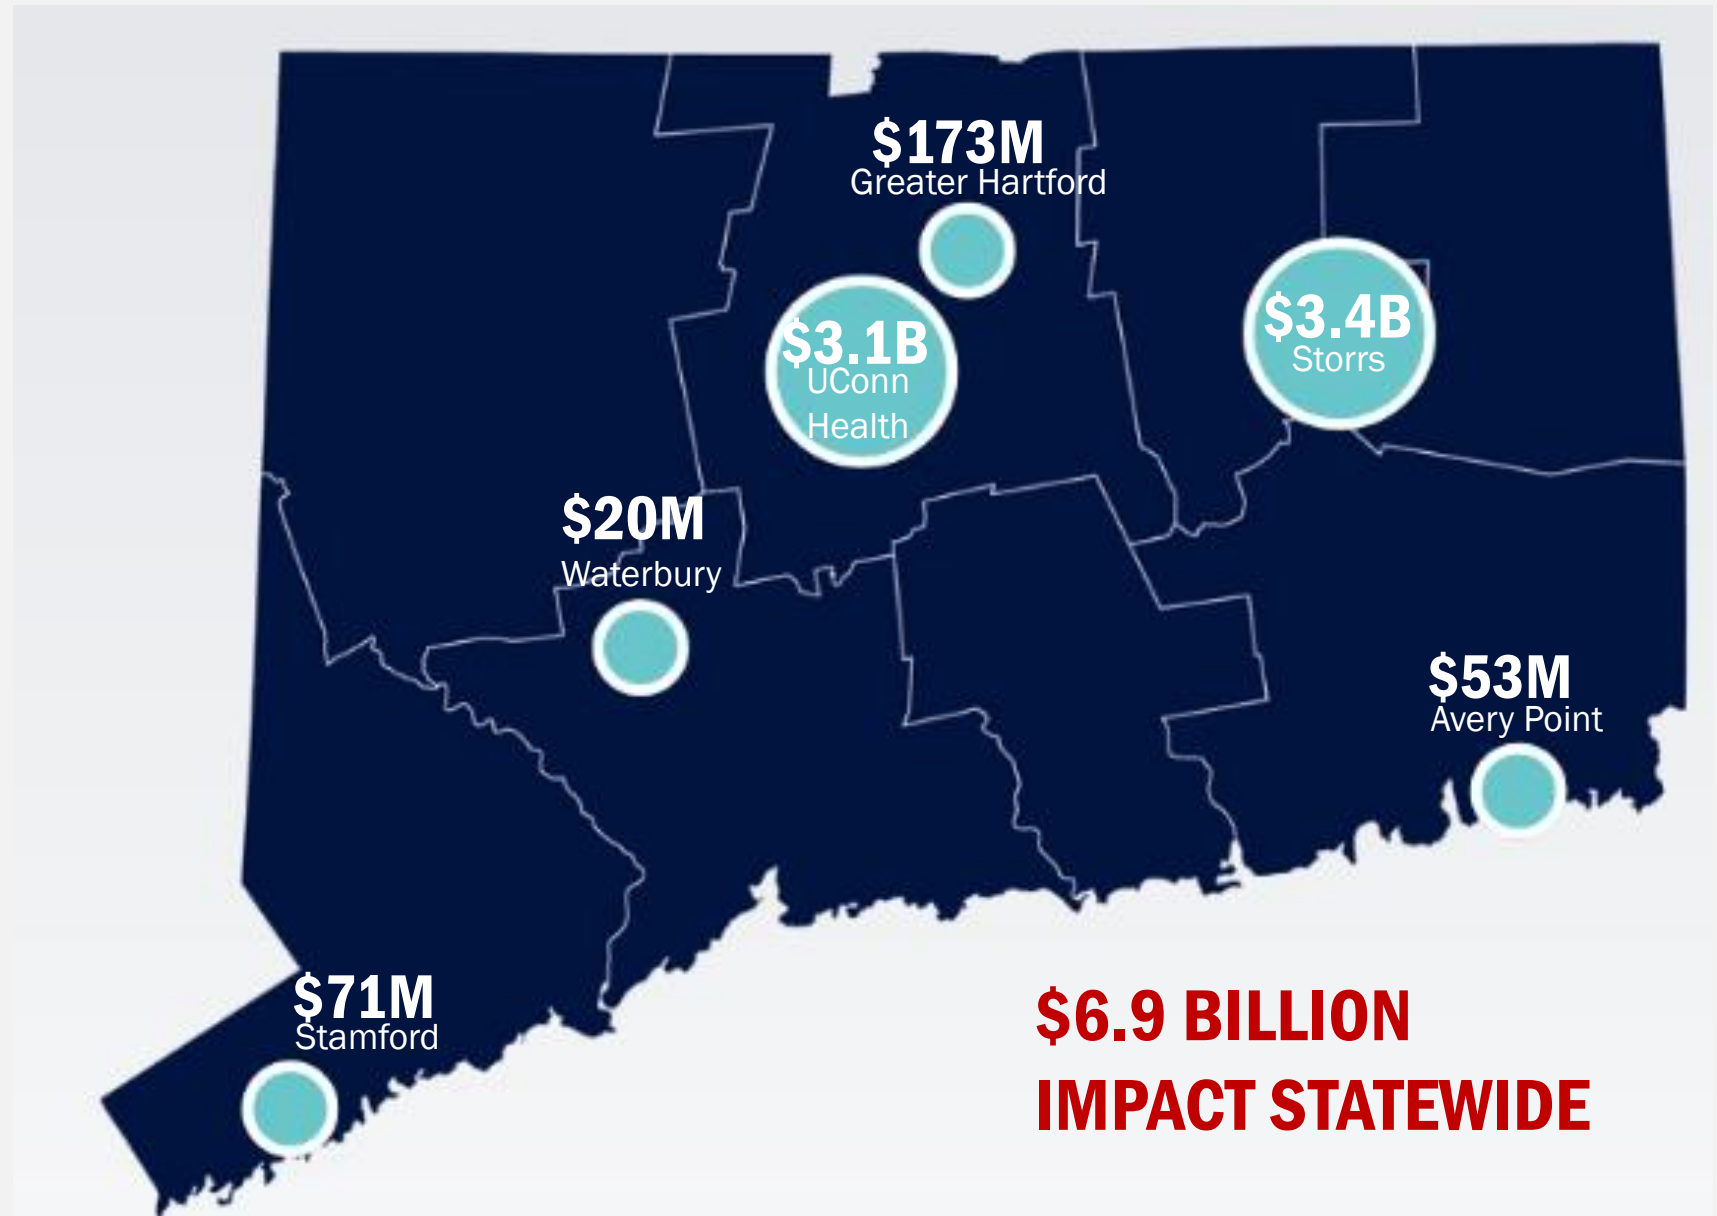 $173M
Greater Hartford
$3.4B
Storrs
$3.1B
UConn
Health
$20M
Waterbury
$53M
Avery Point
$71M
Stamford
$6.9 BILLION
IMPACT STATEWIDE